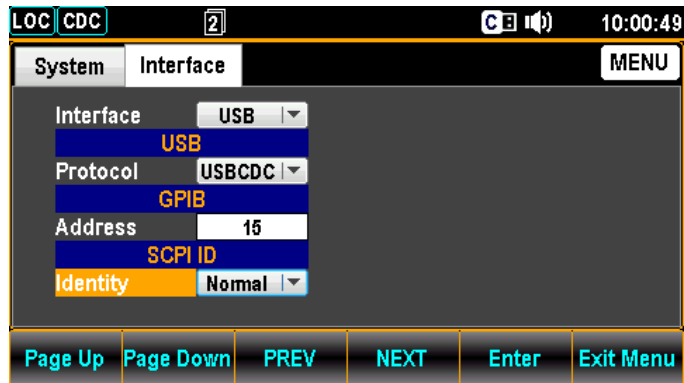 LOC CDC 2 C 10:00:49
System Interface MENU
Interface USB
USB
Protocol USBCDC
GPIB
Address 15
SCPI ID
Identity Normal
Page Up Page Down PREV NEXT Enter Exit Menu